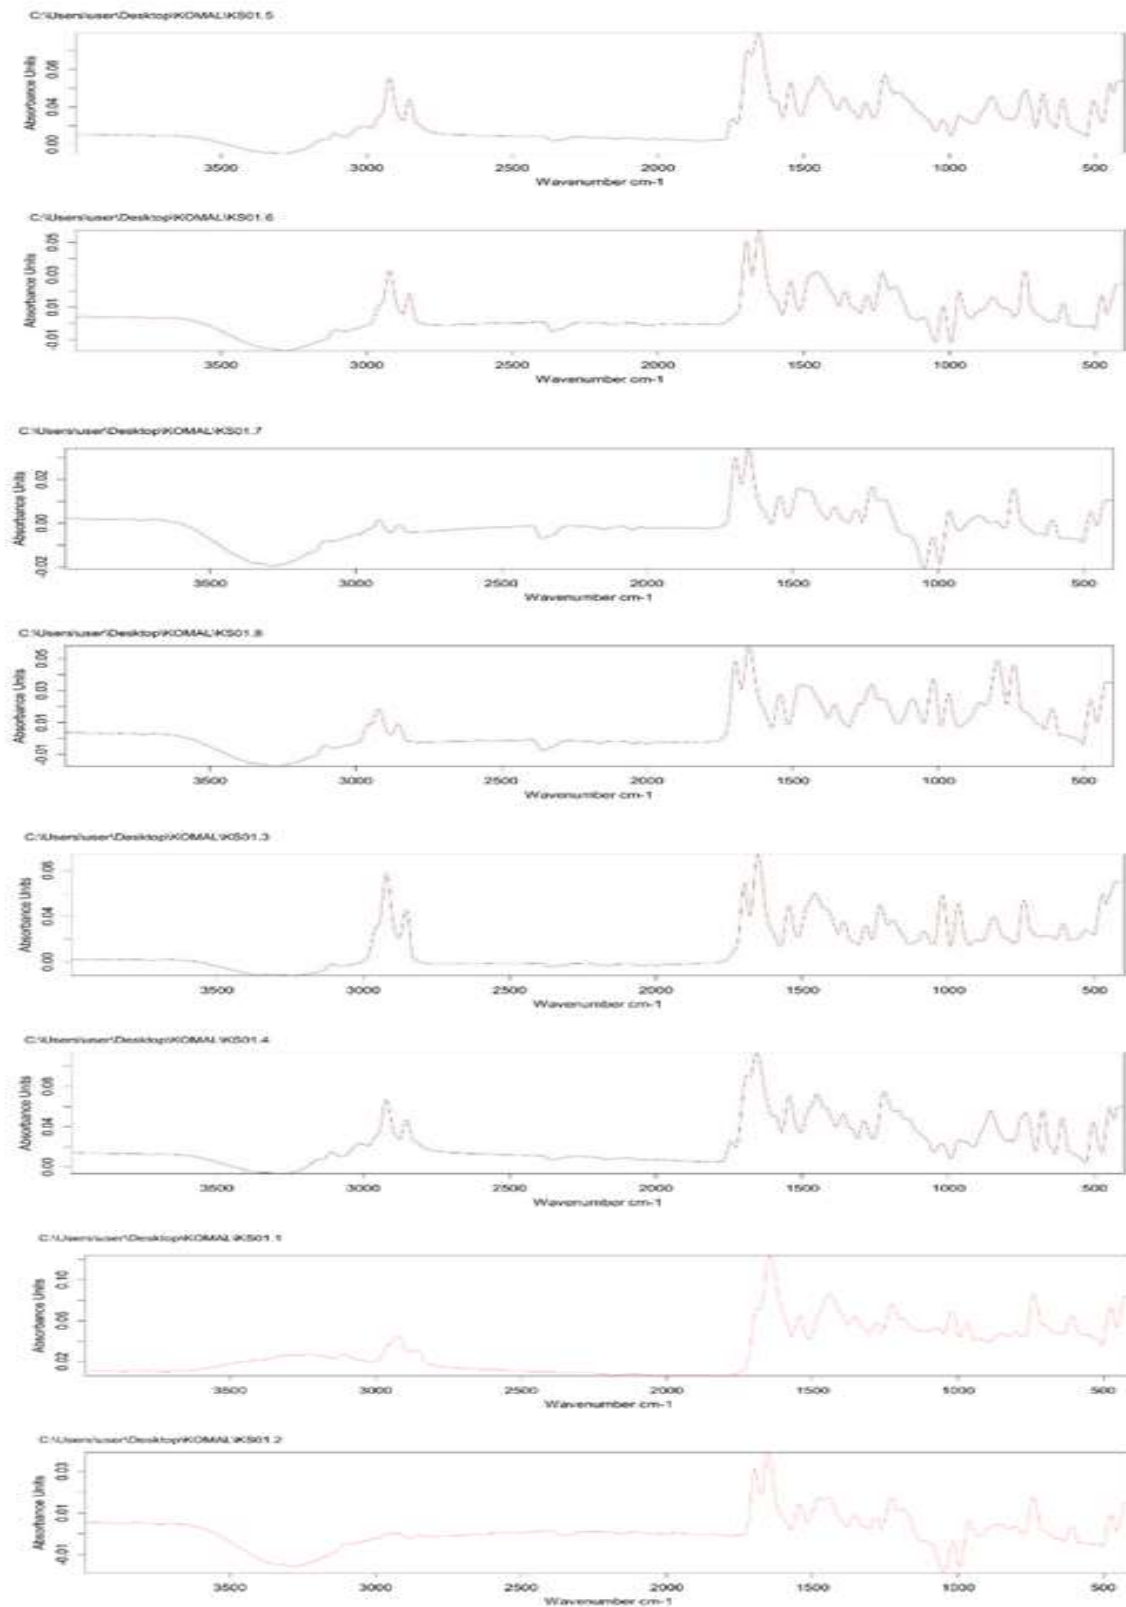 C:\Users\user\Desktop\KOMAL\KS01.5
Absorbance Units
0.00 0.04 0.08
3500 3000 2500 2000 1500 1000 500
Wavenumber cm-1
C:\Users\user\Desktop\KOMAL\KS01.6
Absorbance Units
-0.01 0.01 0.03 0.05
3500 3000 2500 2000 1500 1000 500
Wavenumber cm-1
C:\Users\user\Desktop\KOMAL\KS01.7
Absorbance Units
-0.02 0.00 0.02
3500 3000 2500 2000 1500 1000 500
Wavenumber cm-1
C:\Users\user\Desktop\KOMAL\KS01.8
Absorbance Units
-0.01 0.01 0.03 0.05
3500 3000 2500 2000 1500 1000 500
Wavenumber cm-1
C:\Users\user\Desktop\KOMAL\KS01.3
Absorbance Units
0.00 0.04 0.08
3500 3000 2500 2000 1500 1000 500
Wavenumber cm-1
C:\Users\user\Desktop\KOMAL\KS01.4
Absorbance Units
0.00 0.04 0.08
3500 3000 2500 2000 1500 1000 500
Wavenumber cm-1
C:\Users\user\Desktop\KOMAL\KS01.1
Absorbance Units
0.02 0.06 0.10
3500 3000 2500 2000 1500 1000 500
Wavenumber cm-1
C:\Users\user\Desktop\KOMAL\KS01.2
Absorbance Units
-0.01 0.01 0.03
3500 3000 2500 2000 1500 1000 500
Wavenumber cm-1